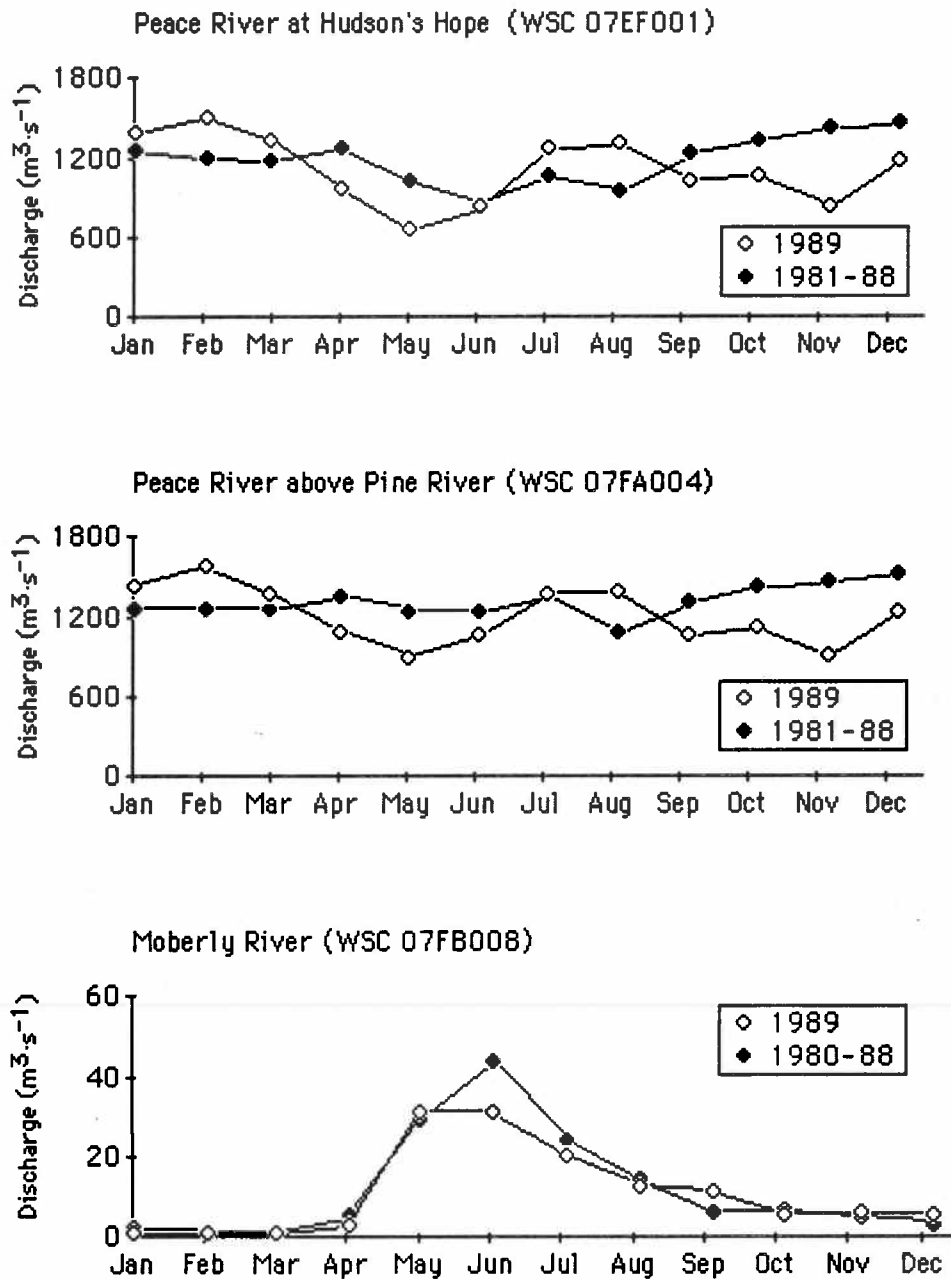 Peace River at Hudson's Hope (WSC 07EF001)
Discharge (m³·s⁻¹)
1800
1200
600
0
1989
1981-88
Jan Feb Mar Apr May Jun Jul Aug Sep Oct Nov Dec
Peace River above Pine River (WSC 07FA004)
Discharge (m³·s⁻¹)
1800
1200
600
0
1989
1981-88
Jan Feb Mar Apr May Jun Jul Aug Sep Oct Nov Dec
Moberly River (WSC 07FB008)
Discharge (m³·s⁻¹)
60
40
20
0
1989
1980-88
Jan Feb Mar Apr May Jun Jul Aug Sep Oct Nov Dec